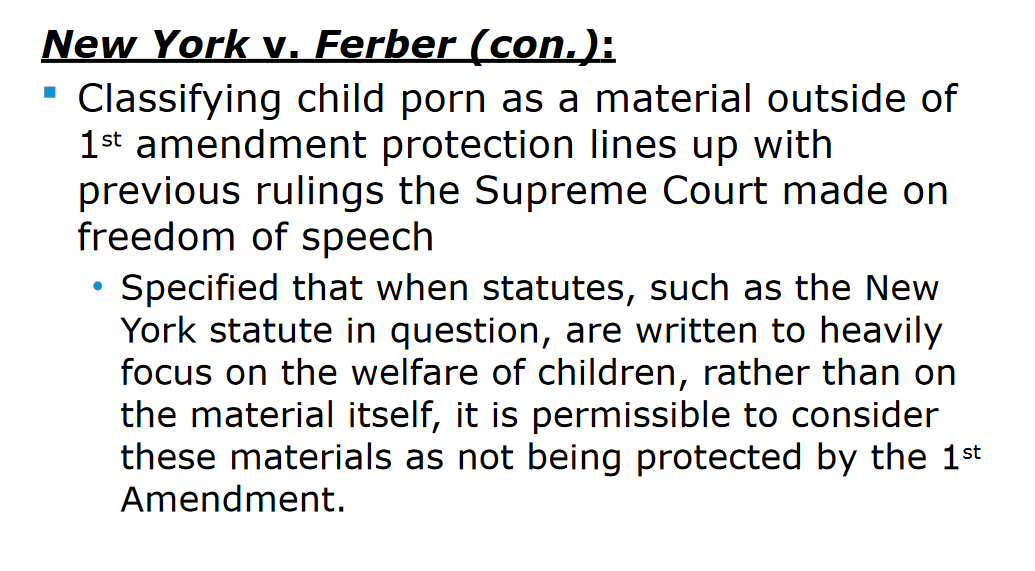 New York v. Ferber (con.):
▪ Classifying child porn as a material outside of
1st amendment protection lines up with
previous rulings the Supreme Court made on
freedom of speech
• Specified that when statutes, such as the New
York statute in question, are written to heavily
focus on the welfare of children, rather than on
the material itself, it is permissible to consider
these materials as not being protected by the 1st
Amendment.